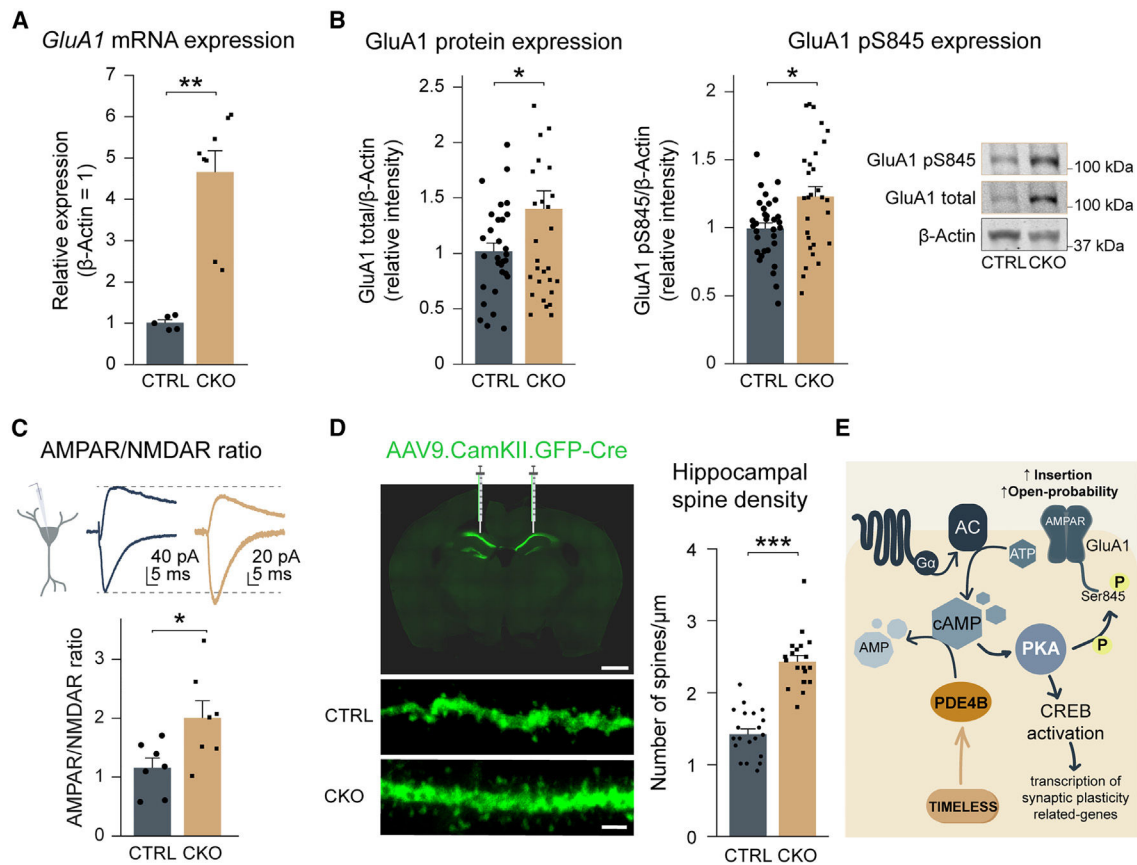 A
GluA1 mRNA expression
Relative expression
(β-Actin = 1)
7
6
5
4
3
2
1
0
**
CTRL CKO
B
GluA1 protein expression
GluA1 total/β-Actin
(relative intensity)
2.5
2
1.5
1
0.5
0
*
CTRL CKO
GluA1 pS845 expression
GluA1 pS845/β-Actin
(relative intensity)
2
1.5
1
0.5
0
*
CTRL CKO
GluA1 pS845
100 kDa
GluA1 total
100 kDa
β-Actin
37 kDa
CTRL CKO
C
AMPAR/NMDAR ratio
40 pA
5 ms
20 pA
5 ms
AMPAR/NMDAR ratio
3
2
1
0
*
CTRL CKO
D
AAV9.CamKII.GFP-Cre
CTRL
CKO
Hippocampal
spine density
Number of spines/μm
4
3
2
1
0
***
CTRL CKO
E
↑ Insertion
↑Open-probability
AC
AMPAR
GluA1
Gα
ATP
P
Ser845
cAMP
AMP
PKA
P
PDE4B
CREB
activation
TIMELESS
transcription of
synaptic plasticity
related-genes